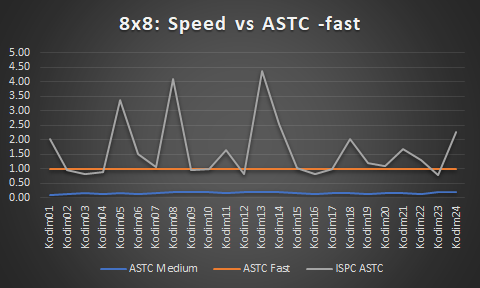 8x8: Speed vs ASTC -fast
5.00
4.50
4.00
3.50
3.00
2.50
2.00
1.50
1.00
0.50
0.00
Kodim01
Kodim02
Kodim03
Kodim04
Kodim05
Kodim06
Kodim07
Kodim08
Kodim09
Kodim10
Kodim11
Kodim12
Kodim13
Kodim14
Kodim15
Kodim16
Kodim17
Kodim18
Kodim19
Kodim20
Kodim21
Kodim22
Kodim23
Kodim24
ASTC Medium ASTC Fast ISPC ASTC